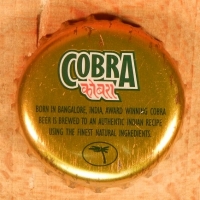 COBRA
कोबरा
BORN IN BANGALORE, INDIA, AWARD WINNING COBRA
BEER IS BREWED TO AN AUTHENTIC INDIAN RECIPE
USING THE FINEST NATURAL INGREDIENTS.